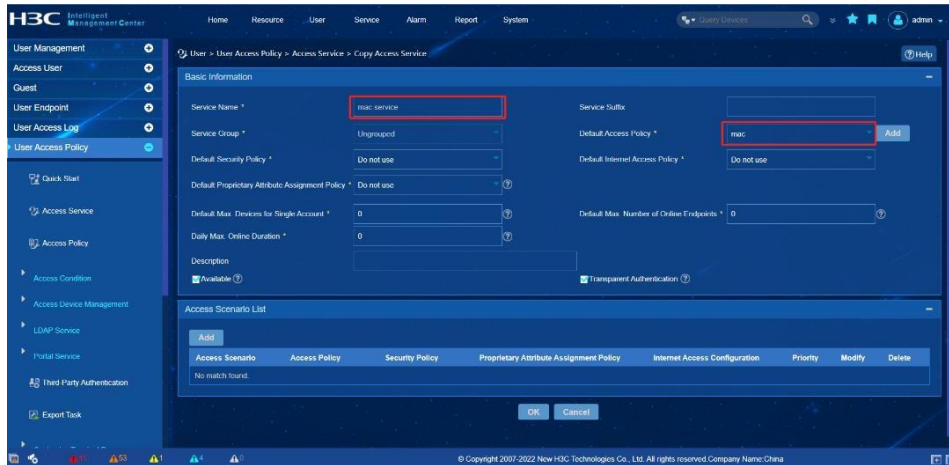 H3C Intelligent Management Center
Home Resource User Service Alarm Report System
Query Devices
admin
User Management
Access User
Guest
User Endpoint
User Access Log
User Access Policy
Quick Start
Access Service
Access Policy
Access Condition
Access Device Management
LDAP Service
Portal Service
Third-Party Authentication
Export Task
User > User Access Policy > Access Service > Copy Access Service
Help
Basic Information
Service Name * mac service Service Suffix
Service Group * Ungrouped Default Access Policy * mac Add
Default Security Policy * Do not use Default Internet Access Policy * Do not use
Default Proprietary Attribute Assignment Policy * Do not use
Default Max. Devices for Single Account * 0 Default Max. Number of Online Endpoints * 0
Daily Max. Online Duration * 0
Description
Available Transparent Authentication
Access Scenario List
Add
Access Scenario Access Policy Security Policy Proprietary Attribute Assignment Policy Internet Access Configuration Priority Modify Delete
No match found.
OK Cancel
53 1 4 0
© Copyright 2007-2022 New H3C Technologies Co., Ltd. All rights reserved.Company Name:China